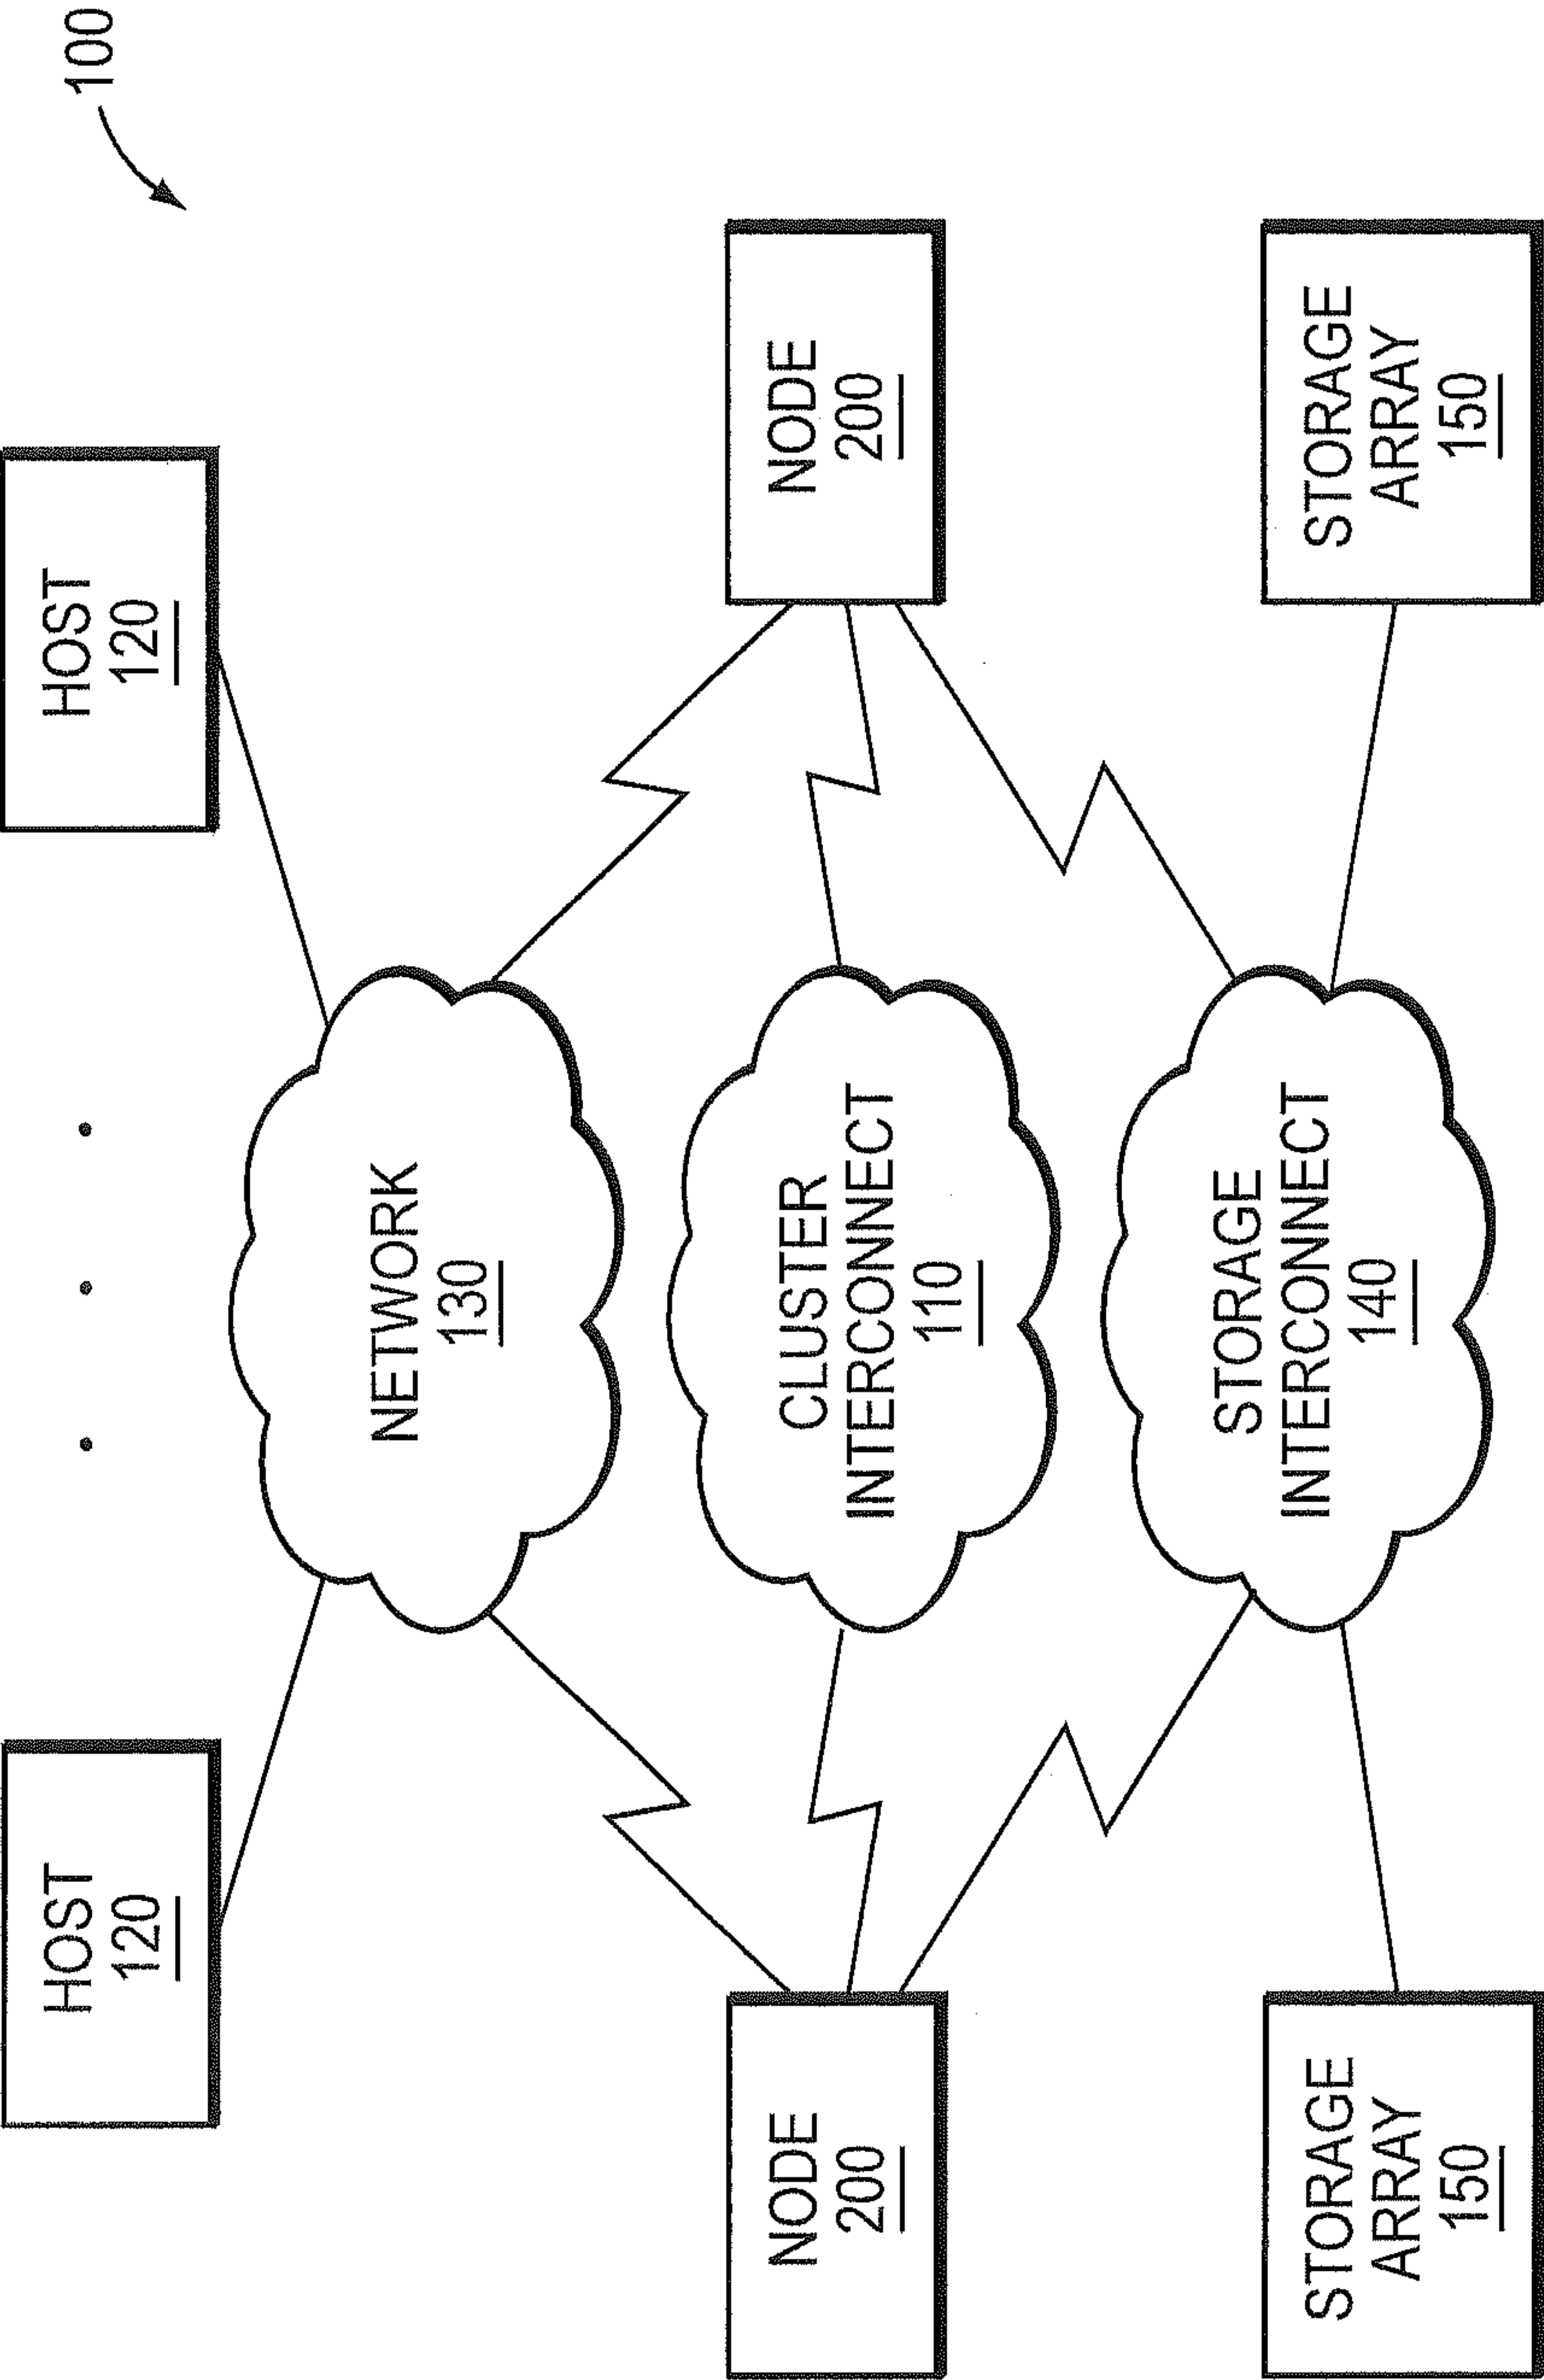 100
HOST
120
HOST
120
NETWORK
130
NODE
200
CLUSTER
INTERCONNECT
110
NODE
200
STORAGE
INTERCONNECT
140
STORAGE
ARRAY
150
STORAGE
ARRAY
150